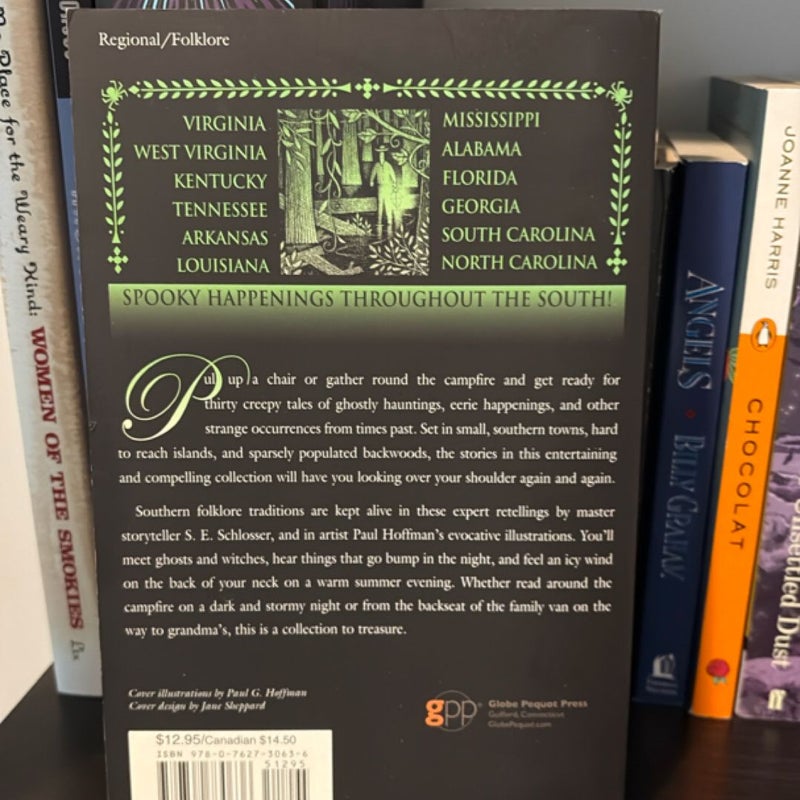 Regional/Folklore
VIRGINIA
WEST VIRGINIA
KENTUCKY
TENNESSEE
ARKANSAS
LOUISIANA
MISSISSIPPI
ALABAMA
FLORIDA
GEORGIA
SOUTH CAROLINA
NORTH CAROLINA
SPOOKY HAPPENINGS THROUGHOUT THE SOUTH!
Pull up a chair or gather round the campfire and get ready for
thirty creepy tales of ghostly hauntings, eerie happenings, and other
strange occurrences from times past. Set in small, southern towns, hard
to reach islands, and sparsely populated backwoods, the stories in this entertaining
and compelling collection will have you looking over your shoulder again and again.
Southern folklore traditions are kept alive in these expert retellings by master
storyteller S. E. Schlosser, and in artist Paul Hoffman's evocative illustrations. You'll
meet ghosts and witches, hear things that go bump in the night, and feel an icy wind
on the back of your neck on a warm summer evening. Whether read around the
campfire on a dark and stormy night or from the backseat of the family van on the
way to grandma's, this is a collection to treasure.
Cover illustrations by Paul G. Hoffman
Cover design by Jane Sheppard
gpp®
Globe Pequot Press
Guilford, Connecticut
GlobePequot.com
$12.95/Canadian $14.50
ISBN 978-0-7627-3063-6
51295
Place for the Weary Kind: WOMEN OF THE SMOKIES
ANGELS • BILLY GRAHAM
JOANNE HARRIS
CHOCOLAT
Dust